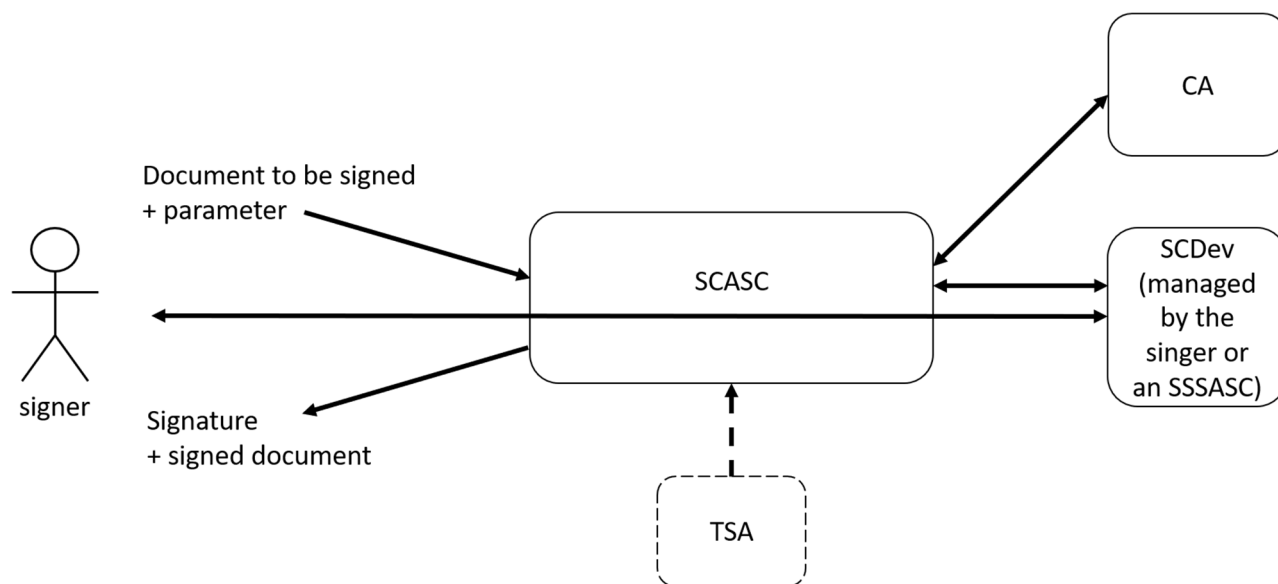 CA
Document to be signed
+ parameter
SCASC
SCDev
(managed
by the
singer or
an SSSASC)
signer
Signature
+ signed document
TSA